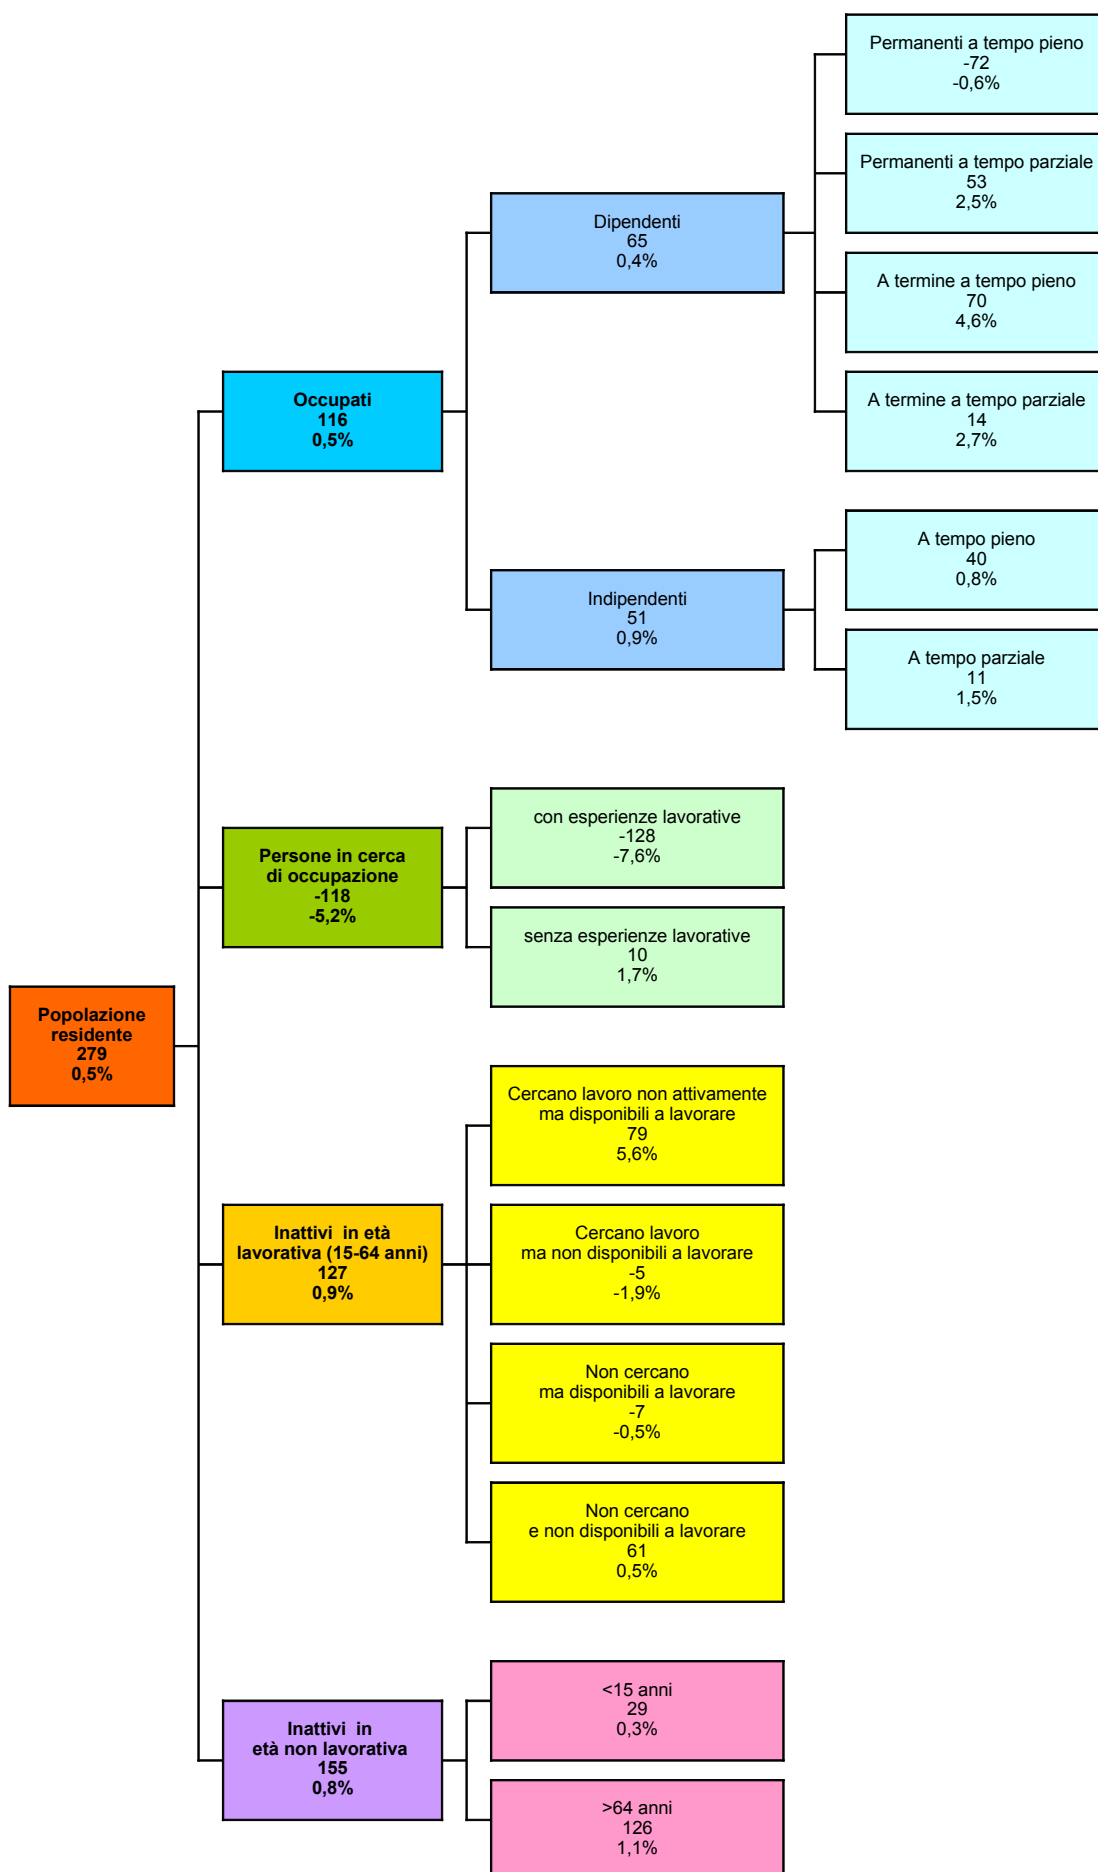 Popolazione
residente
279
0,5%
Occupati
116
0,5%
Dipendenti
65
0,4%
Permanenti a tempo pieno
-72
-0,6%
Permanenti a tempo parziale
53
2,5%
A termine a tempo pieno
70
4,6%
A termine a tempo parziale
14
2,7%
Indipendenti
51
0,9%
A tempo pieno
40
0,8%
A tempo parziale
11
1,5%
Persone in cerca
di occupazione
-118
-5,2%
con esperienze lavorative
-128
-7,6%
senza esperienze lavorative
10
1,7%
Inattivi in età
lavorativa (15-64 anni)
127
0,9%
Cercano lavoro non attivamente
ma disponibili a lavorare
79
5,6%
Cercano lavoro
ma non disponibili a lavorare
-5
-1,9%
Non cercano
ma disponibili a lavorare
-7
-0,5%
Non cercano
e non disponibili a lavorare
61
0,5%
Inattivi in
età non lavorativa
155
0,8%
<15 anni
29
0,3%
>64 anni
126
1,1%